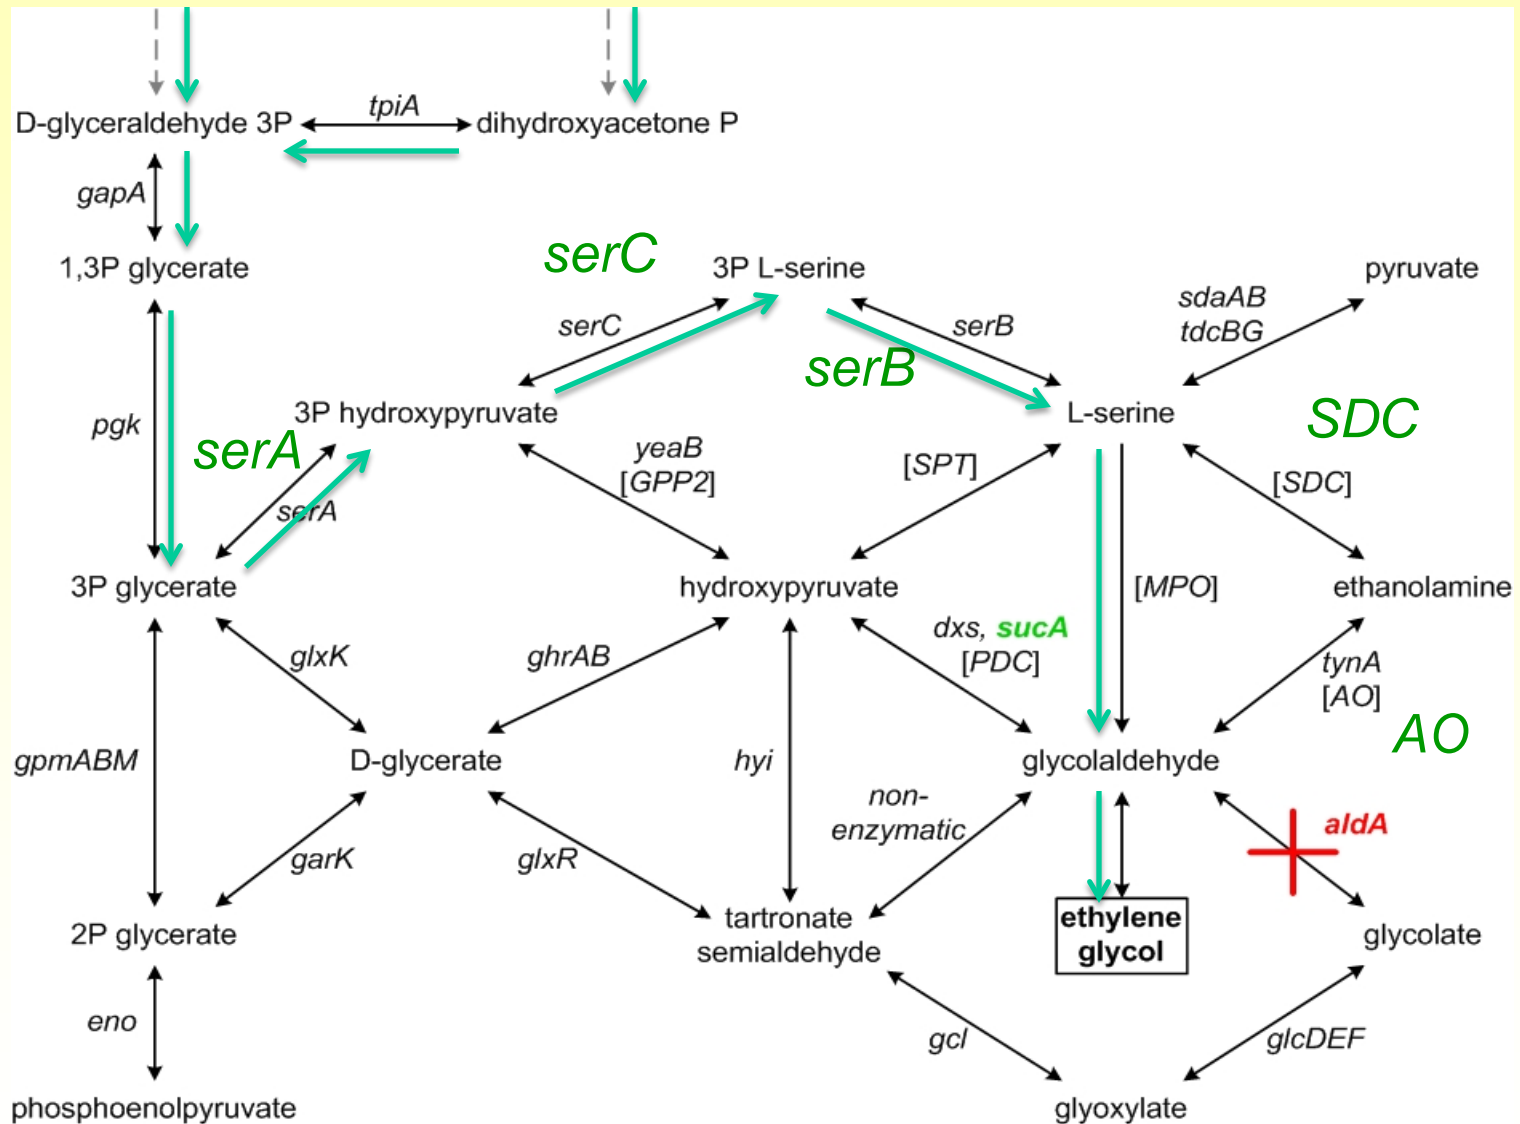 tpiA
D-glyceraldehyde 3P
dihydroxyacetone P
gapA
1,3P glycerate
serC
3P L-serine
pyruvate
sdaAB
tdcBG
serC
serB
serB
3P hydroxypyruvate
L-serine
SDC
pgk
serA
yeaB
[GPP2]
[SPT]
[SDC]
serA
3P glycerate
hydroxypyruvate
[MPO]
ethanolamine
dxs, sucA
[PDC]
glxK
ghrAB
tynA
[AO]
AO
gpmABM
D-glycerate
hyi
glycolaldehyde
non-
enzymatic
aldA
garK
glxR
tartronate
semialdehyde
ethylene
glycol
2P glycerate
glycolate
eno
gcl
glcDEF
phosphoenolpyruvate
glyoxylate